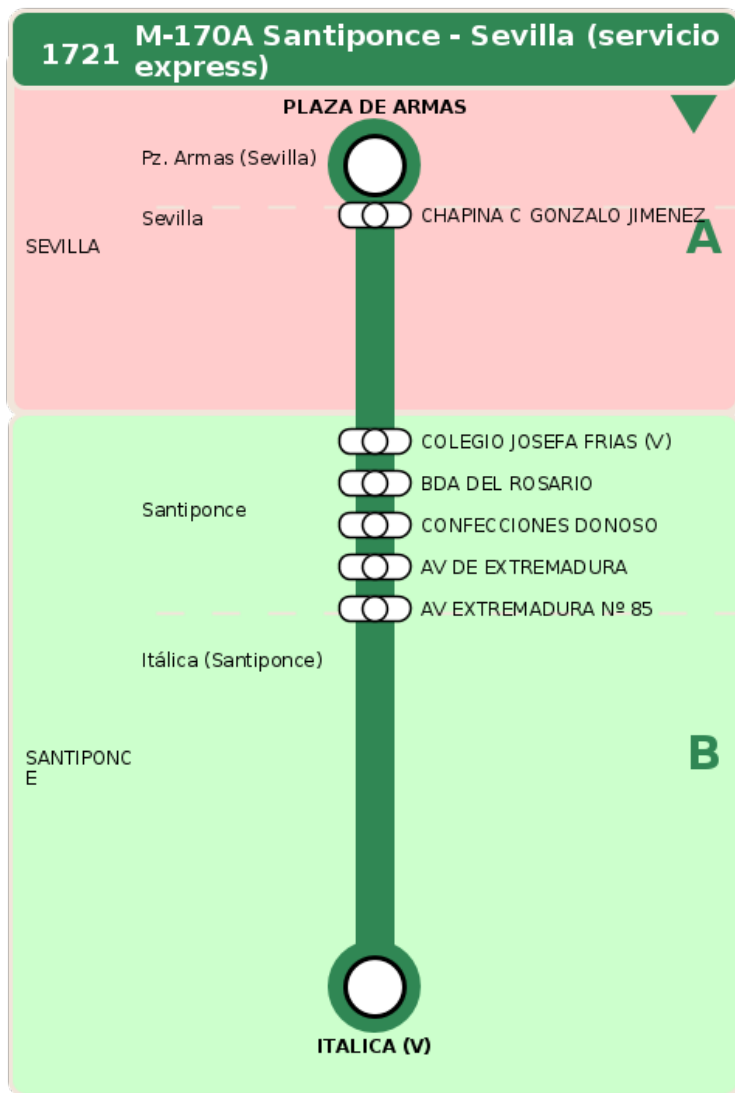 1721
M-170A Santiponce - Sevilla (servicio
express)
PLAZA DE ARMAS
Pz. Armas (Sevilla)
Sevilla
CHAPINA C GONZALO JIMENEZ
A
SEVILLA
COLEGIO JOSEFA FRIAS (V)
BDA DEL ROSARIO
Santiponce
CONFECCIONES DONOSO
AV DE EXTREMADURA
AV EXTREMADURA Nº 85
Itálica (Santiponce)
B
SANTIPONC
E
ITALICA (V)